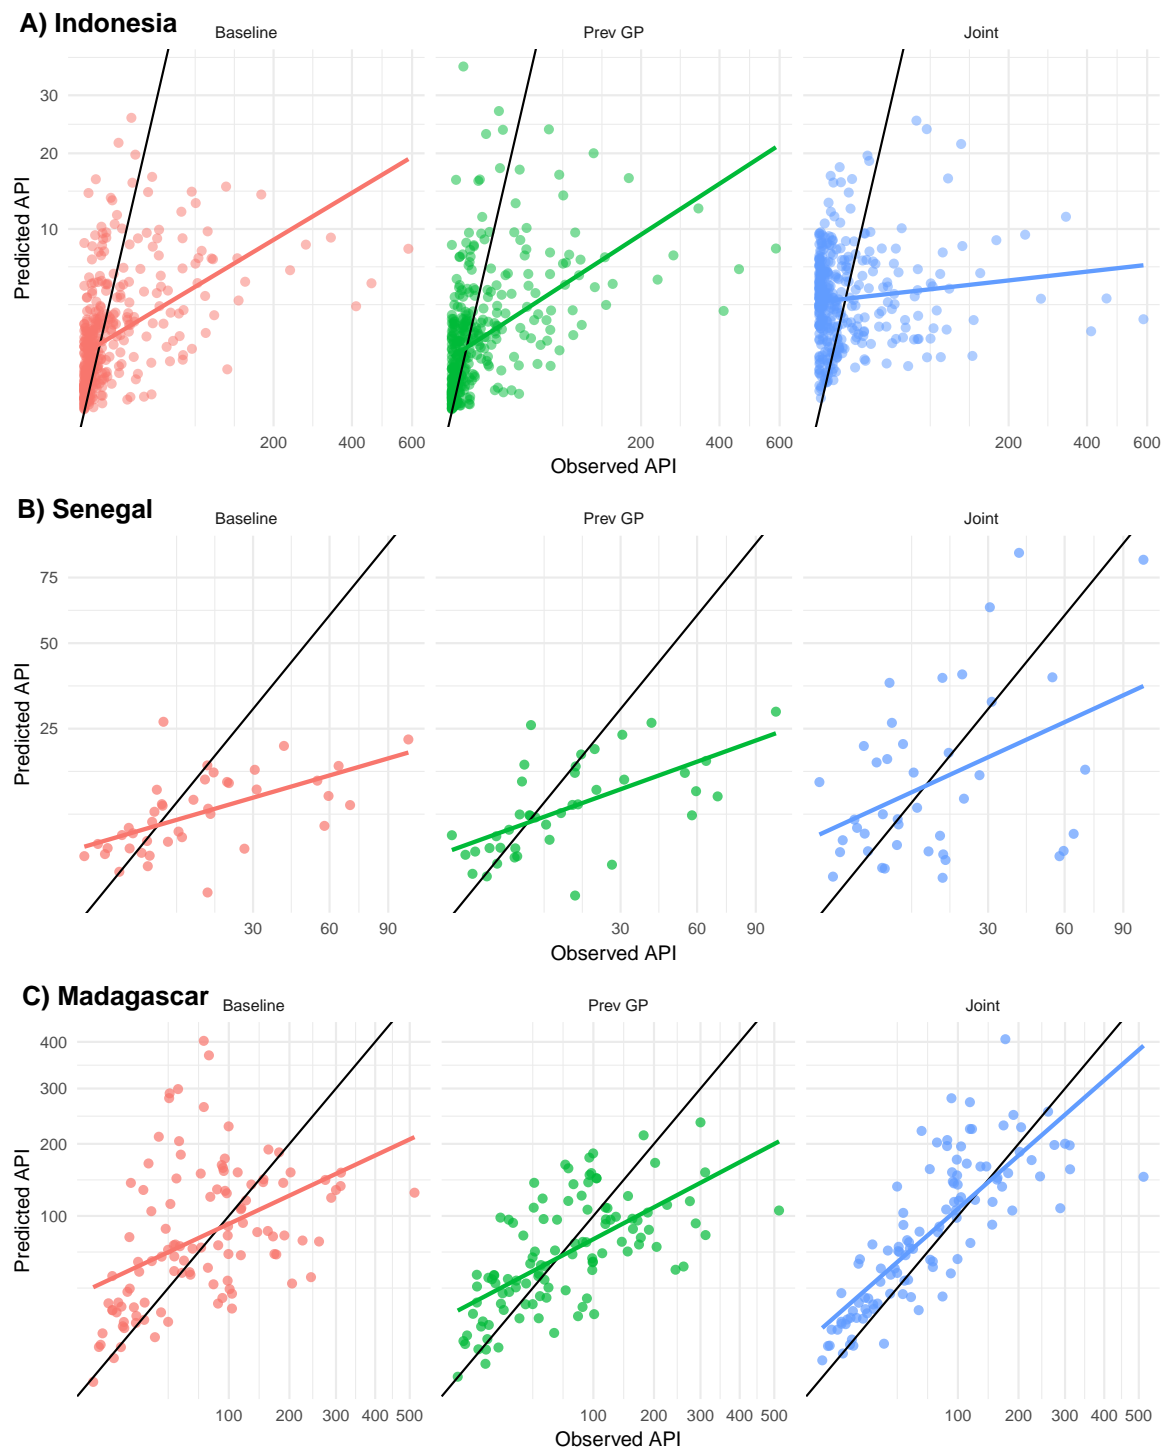 A) Indonesia
Baseline Prev GP Joint
30
20
10
Predicted API
200 400 600 200 400 600 200 400 600
Observed API
B) Senegal
Baseline Prev GP Joint
75
50
25
Predicted API
30 60 90 30 60 90 30 60 90
Observed API
C) Madagascar
Baseline Prev GP Joint
400
300
200
100
Predicted API
100 200 300 400 500 100 200 300 400 500 100 200 300 400 500
Observed API